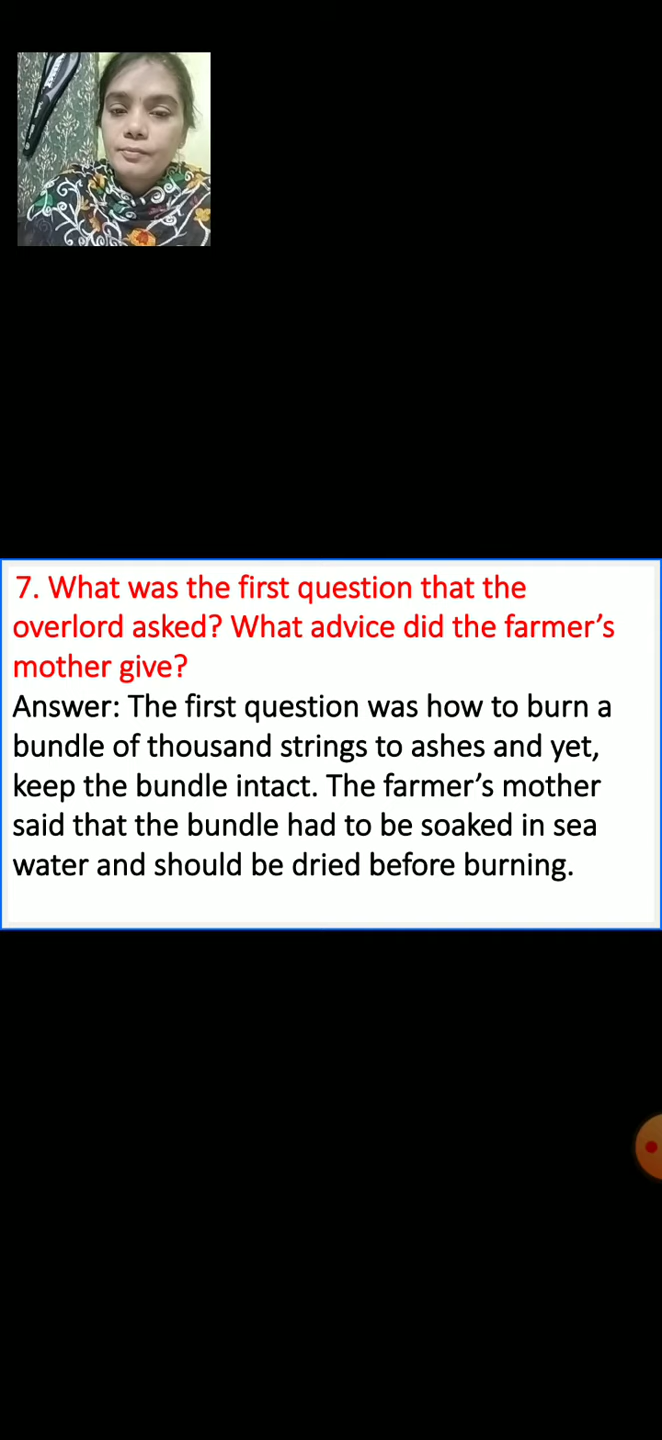 7. What was the first question that the
overlord asked? What advice did the farmer’s
mother give?
Answer: The first question was how to burn a
bundle of thousand strings to ashes and yet,
keep the bundle intact. The farmer’s mother
said that the bundle had to be soaked in sea
water and should be dried before burning.